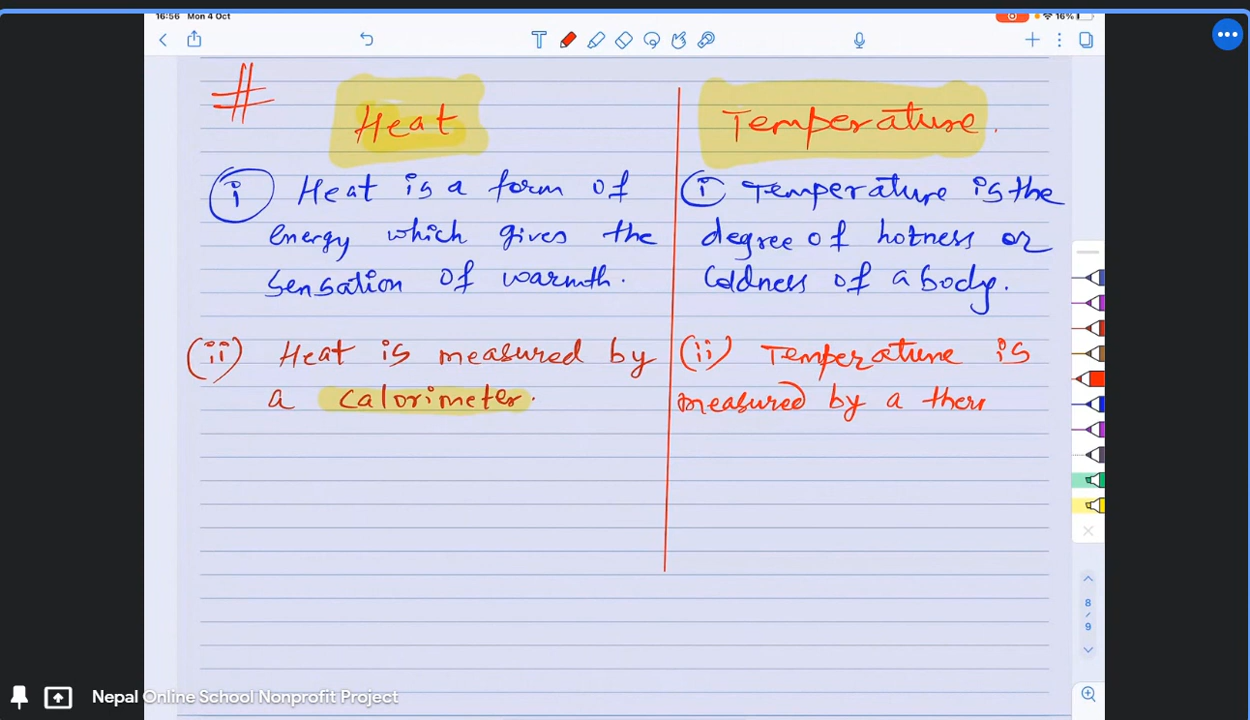 16:56 Mon 4 Oct
16%
#
Heat
Temperature.
i Heat is a form of
energy which gives the
sensation of warmth.
i Temperature is the
degree of hotness or
coldness of a body.
(ii) Heat is measured by
a calorimeter.
(ii) Temperature is
measured by a ther
8
/
9
Nepal Online School Nonprofit Project